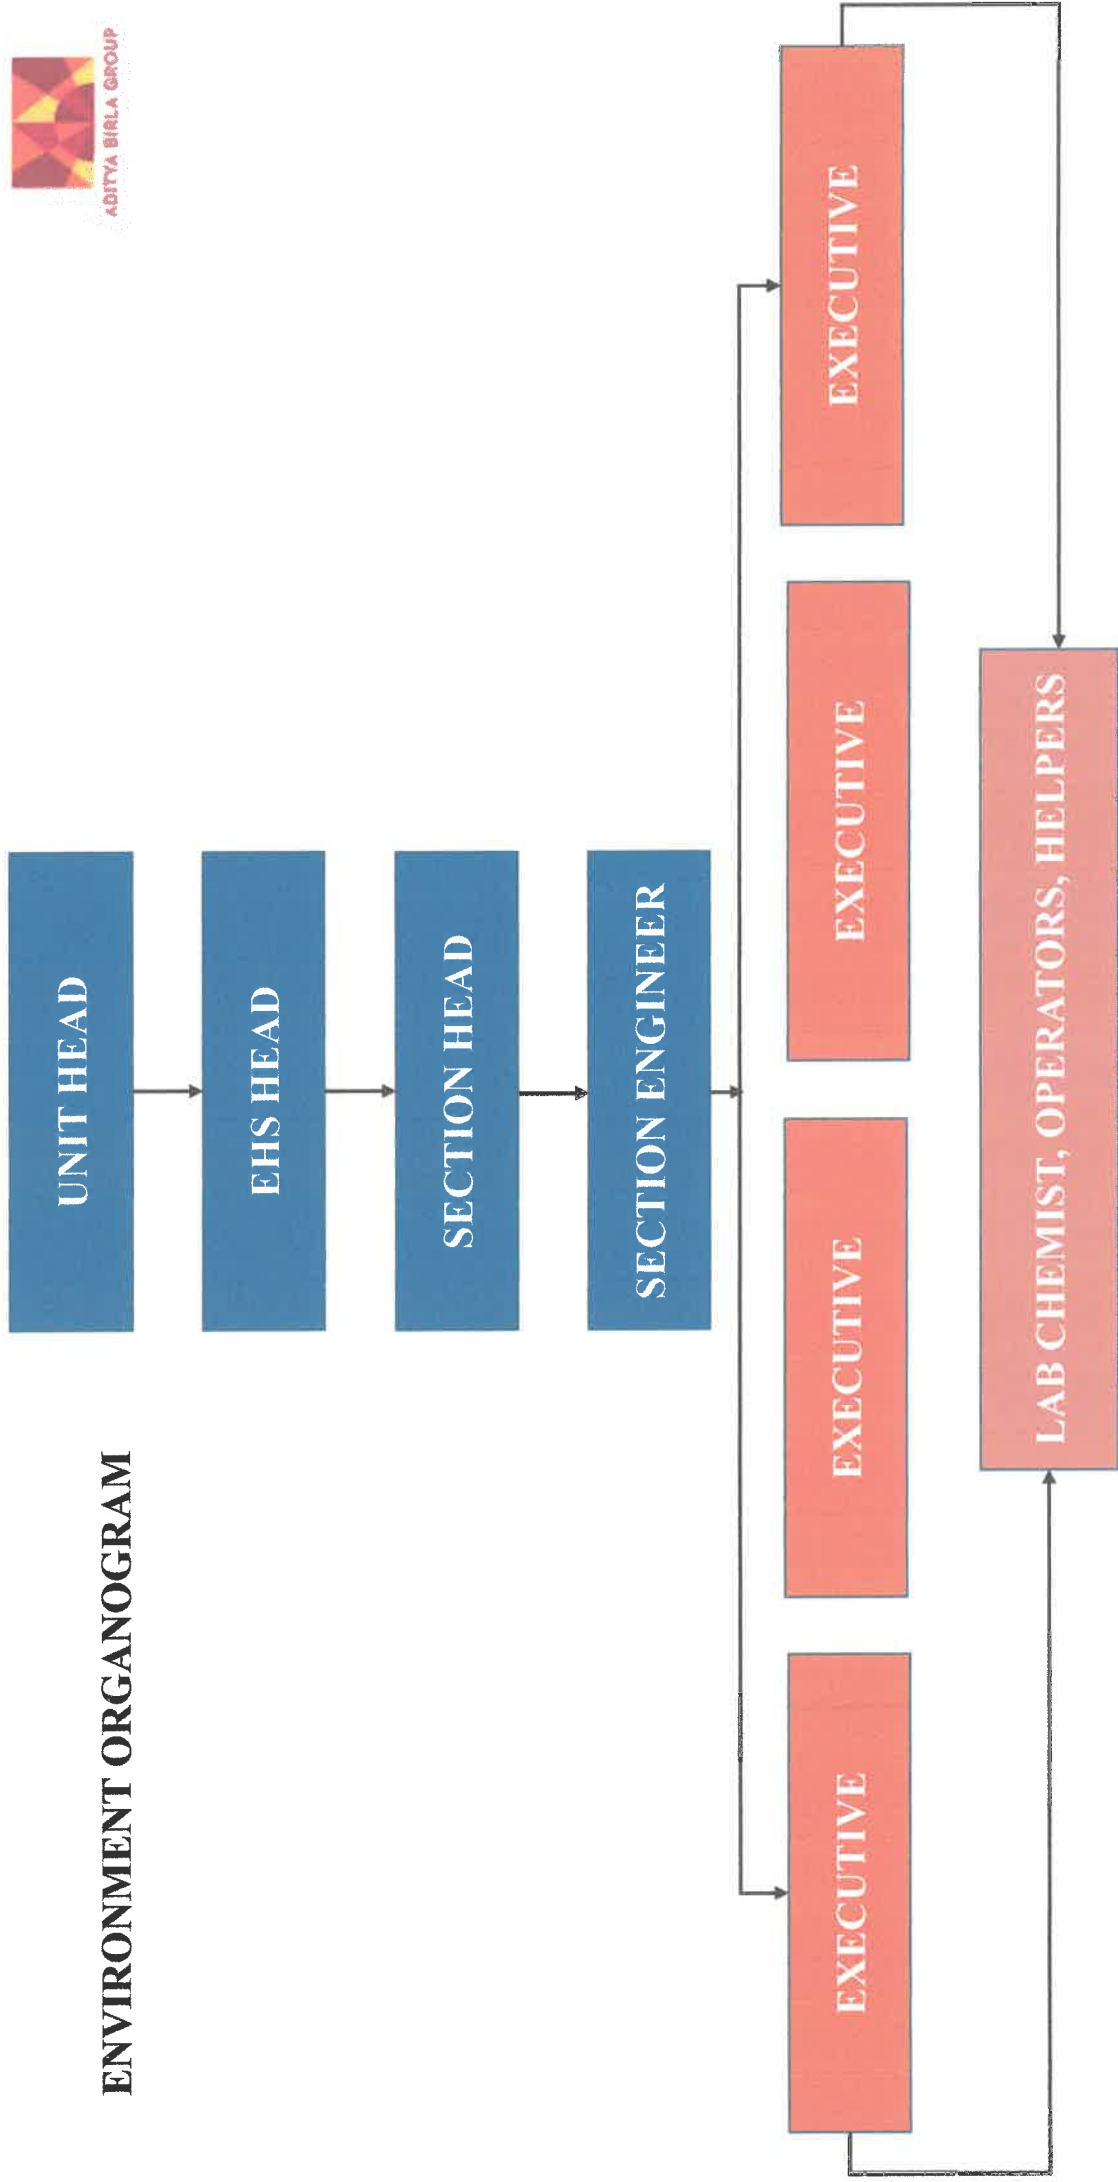 ENVIRONMENT ORGANOGRAM
ADITYA BIRLA GROUP
UNIT HEAD
EHS HEAD
SECTION HEAD
SECTION ENGINEER
EXECUTIVE
EXECUTIVE
EXECUTIVE
EXECUTIVE
LAB CHEMIST, OPERATORS, HELPERS